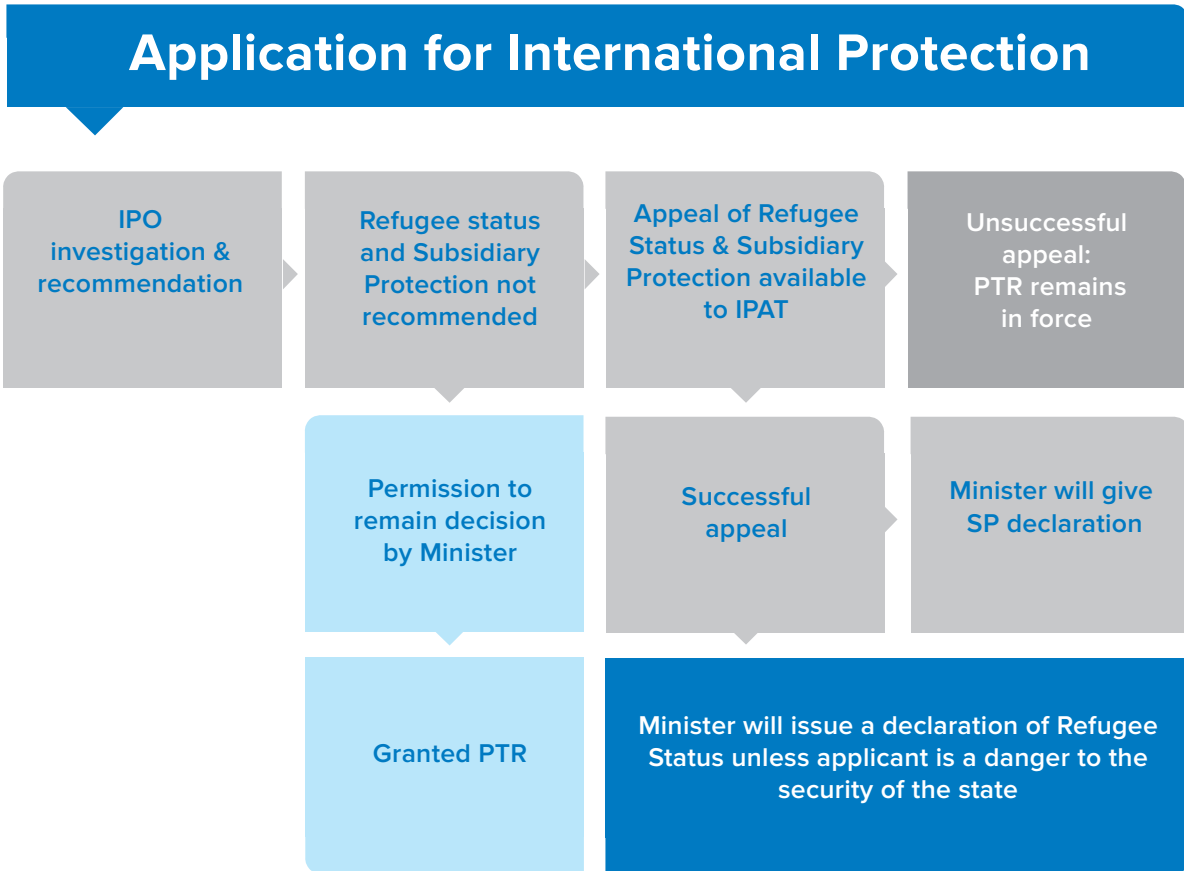 Application for International Protection
IPO
investigation &
recommendation
Refugee status
and Subsidiary
Protection not
recommended
Appeal of Refugee
Status & Subsidiary
Protection available
to IPAT
Unsuccessful
appeal:
PTR remains
in force
Permission to
remain decision
by Minister
Successful
appeal
Minister will give
SP declaration
Granted PTR
Minister will issue a declaration of Refugee
Status unless applicant is a danger to the
security of the state